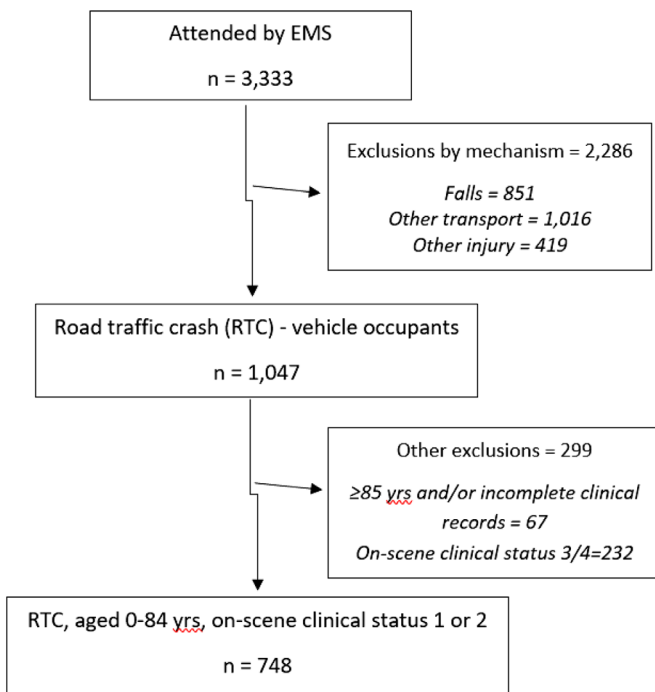 Attended by EMS
n = 3,333
Exclusions by mechanism = 2,286
Falls = 851
Other transport = 1,016
Other injury = 419
Road traffic crash (RTC) - vehicle occupants
n = 1,047
Other exclusions = 299
≥85 yrs and/or incomplete clinical
records = 67
On-scene clinical status 3/4=232
RTC, aged 0-84 yrs, on-scene clinical status 1 or 2
n = 748